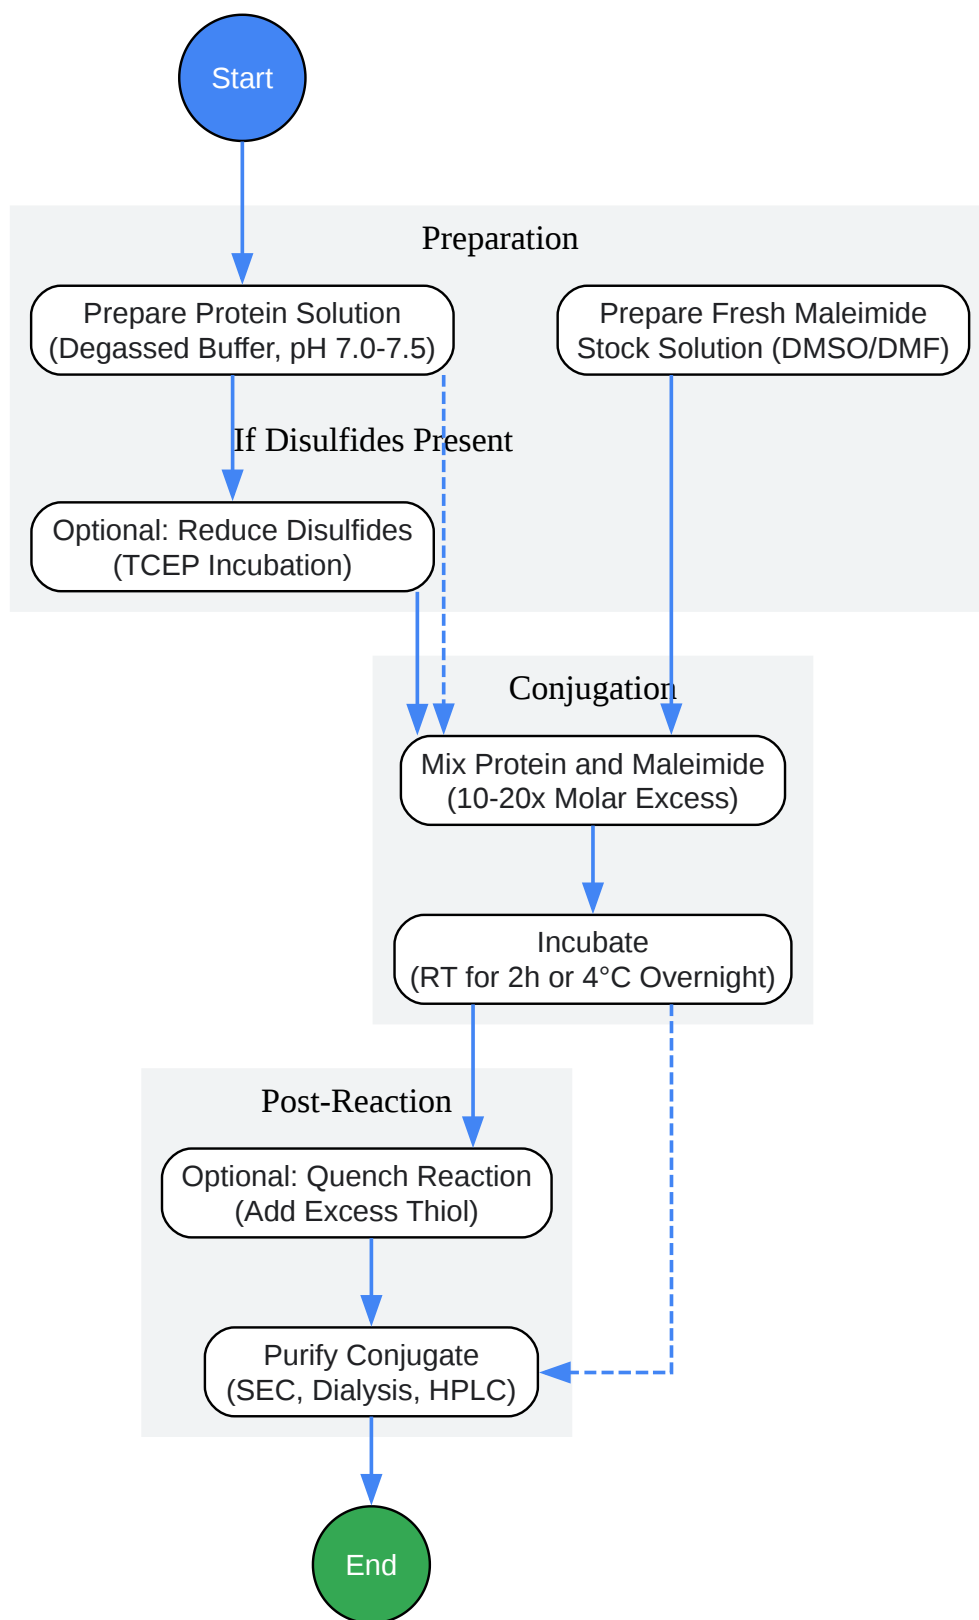 Start
Preparation
Prepare Protein Solution
(Degassed Buffer, pH 7.0-7.5)
Prepare Fresh Maleimide
Stock Solution (DMSO/DMF)
If Disulfides Present
Optional: Reduce Disulfides
(TCEP Incubation)
Conjugation
Mix Protein and Maleimide
(10-20x Molar Excess)
Incubate
(RT for 2h or 4°C Overnight)
Post-Reaction
Optional: Quench Reaction
(Add Excess Thiol)
Purify Conjugate
(SEC, Dialysis, HPLC)
End